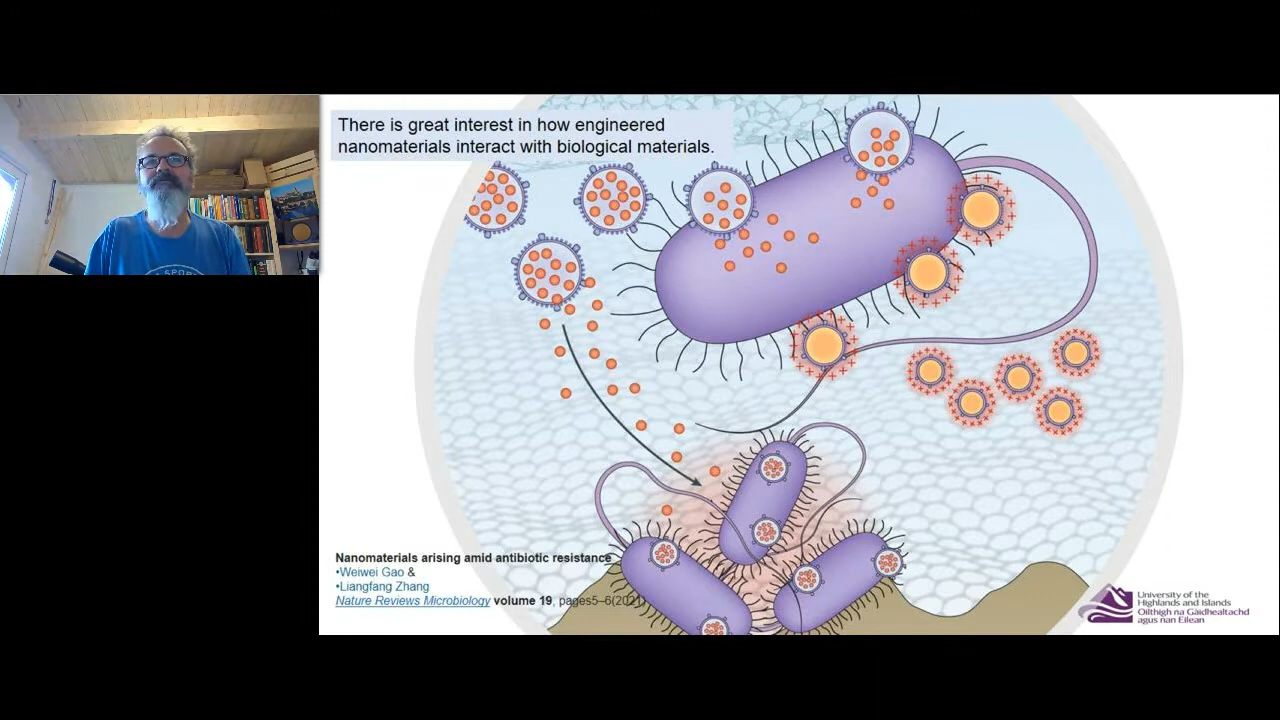 There is great interest in how engineered
nanomaterials interact with biological materials.
SPOR
Nanomaterials arising amid antibiotic resistance
•Weiwei Gao &
•Liangfang Zhang
Nature Reviews Microbiology volume 19, pages5–6(2021)
University of the
Highlands and Islands
Oilthigh na Gàidhealtachd
agus nan Eilean